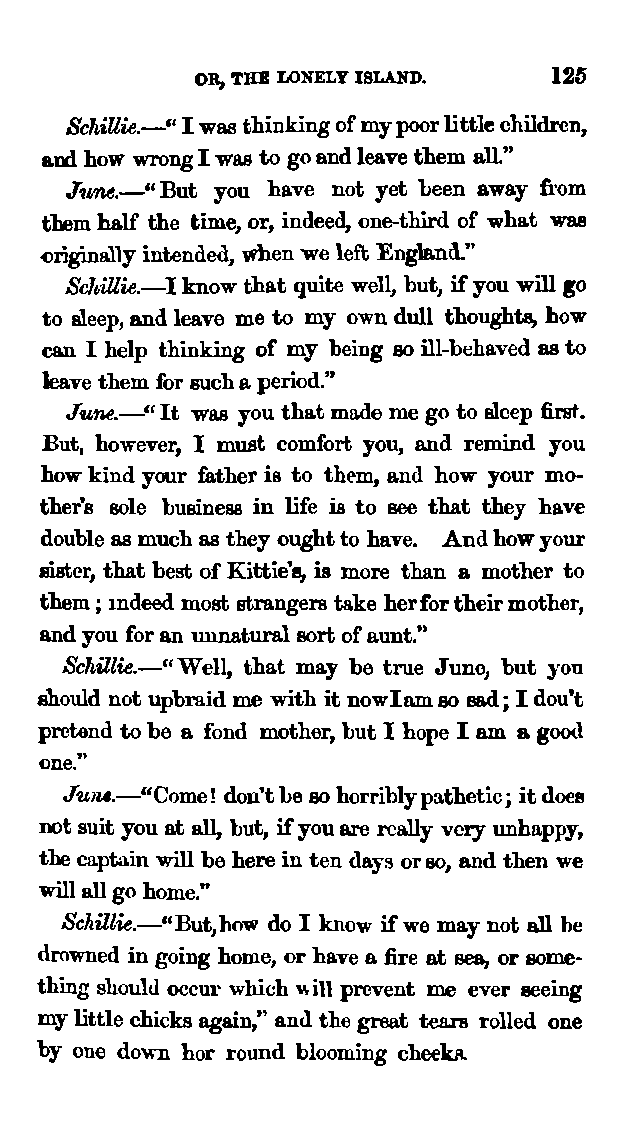 OR, THE LONELY ISLAND. 125
Schillie.—"I was thinking of my poor little children,
and how wrong I was to go and leave them all."
June.—"But you have not yet been away from
them half the time, or, indeed, one-third of what was
originally intended, when we left England."
Schillie.—I know that quite well, but, if you will go
to sleep, and leave me to my own dull thoughts, how
can I help thinking of my being so ill-behaved as to
leave them for such a period."
June.—"It was you that made me go to sleep first.
But, however, I must comfort you, and remind you
how kind your father is to them, and how your mo-
ther's sole business in life is to see that they have
double as much as they ought to have. And how your
sister, that best of Kittie's, is more than a mother to
them; indeed most strangers take her for their mother,
and you for an unnatural sort of aunt."
Schillie.—"Well, that may be true June, but you
should not upbraid me with it now I am so sad; I don't
pretend to be a fond mother, but I hope I am a good
one."
June.—"Come! don't be so horribly pathetic; it does
not suit you at all, but, if you are really very unhappy,
the captain will be here in ten days or so, and then we
will all go home."
Schillie.—"But, how do I know if we may not all be
drowned in going home, or have a fire at sea, or some-
thing should occur which will prevent me ever seeing
my little chicks again," and the great tears rolled one
by one down her round blooming cheeks.